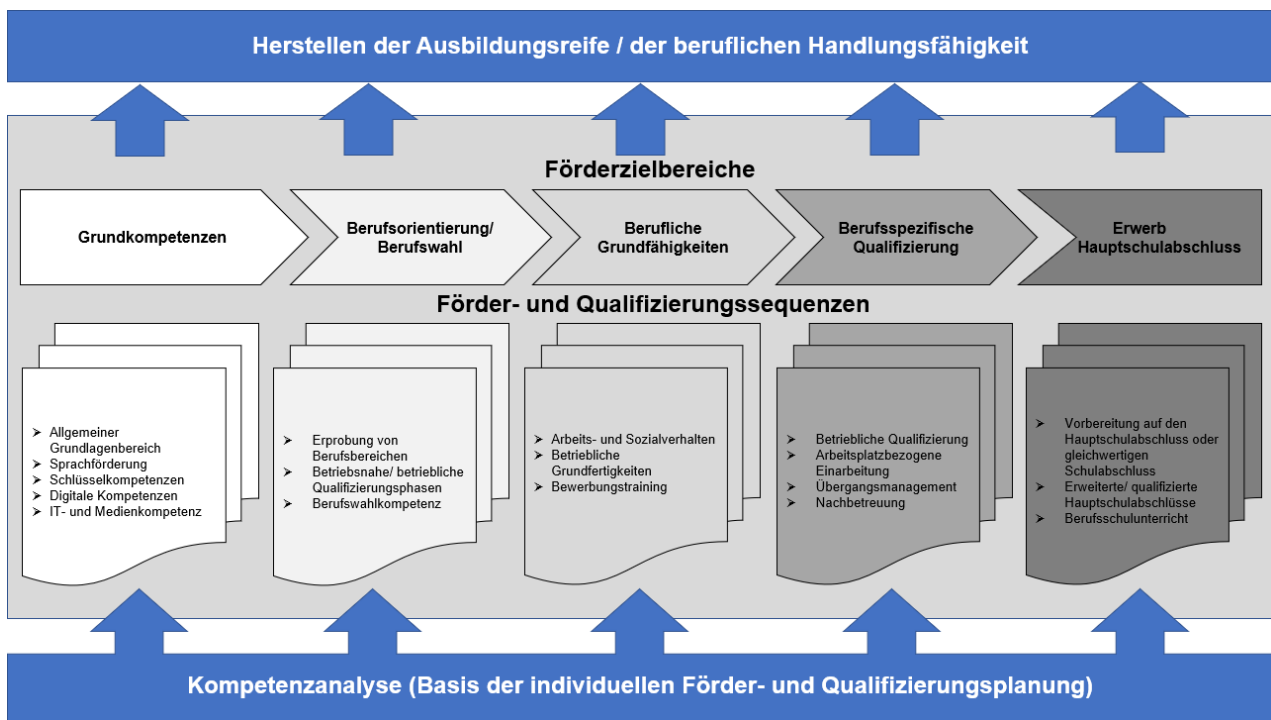 Herstellen der Ausbildungsreife / der beruflichen Handlungsfähigkeit
Förderzielbereiche
Grundkompetenzen
Berufsorientierung/
Berufswahl
Berufliche
Grundfähigkeiten
Berufsspezifische
Qualifizierung
Erwerb
Hauptschulabschluss
Förder- und Qualifizierungssequenzen
➢ Allgemeiner
Grundlagenbereich
➢ Sprachförderung
➢ Schlüsselkompetenzen
➢ Digitale Kompetenzen
➢ IT- und Medienkompetenz
➢ Erprobung von
Berufsbereichen
➢ Betriebsnahe/ betriebliche
Qualifizierungsphasen
➢ Berufswahlkompetenz
➢ Arbeits- und Sozialverhalten
➢ Betriebliche
Grundfertigkeiten
➢ Bewerbungstraining
➢ Betriebliche Qualifizierung
➢ Arbeitsplatzbezogene
Einarbeitung
➢ Übergangsmanagement
➢ Nachbetreuung
➢ Vorbereitung auf den
Hauptschulabschluss oder
gleichwertigen
Schulabschluss
➢ Erweiterte/ qualifizierte
Hauptschulabschlüsse
➢ Berufsschulunterricht
Kompetenzanalyse (Basis der individuellen Förder- und Qualifizierungsplanung)